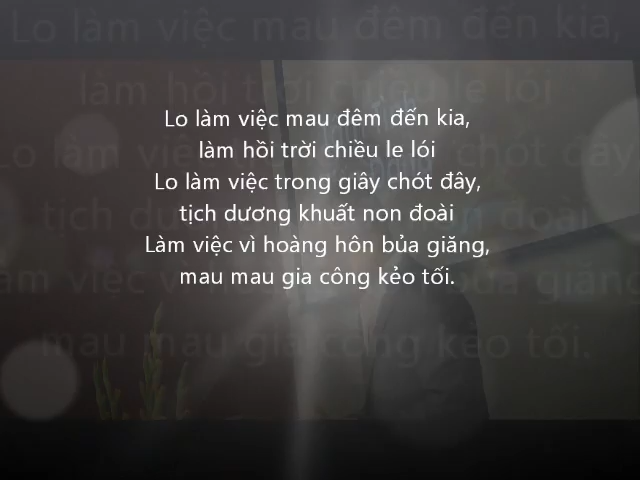 Lo làm việc mau đêm đến kia,
làm hồi trời chiều le lói
Lo làm việc trong giây chót đây,
tịch dương khuất non đoài
Làm việc vì hoàng hôn bủa giăng,
mau mau gia công kẻo tối.